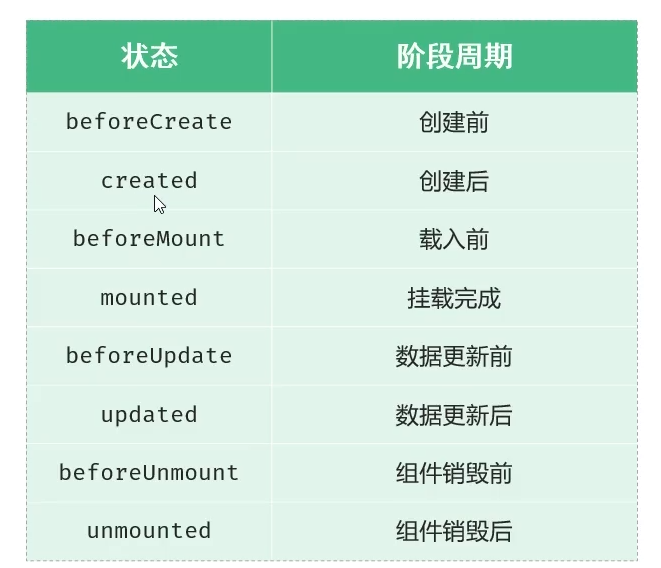 状态 阶段周期
beforeCreate 创建前
created 创建后
beforeMount 载入前
mounted 挂载完成
beforeUpdate 数据更新前
updated 数据更新后
beforeUnmount 组件销毁前
unmounted 组件销毁后